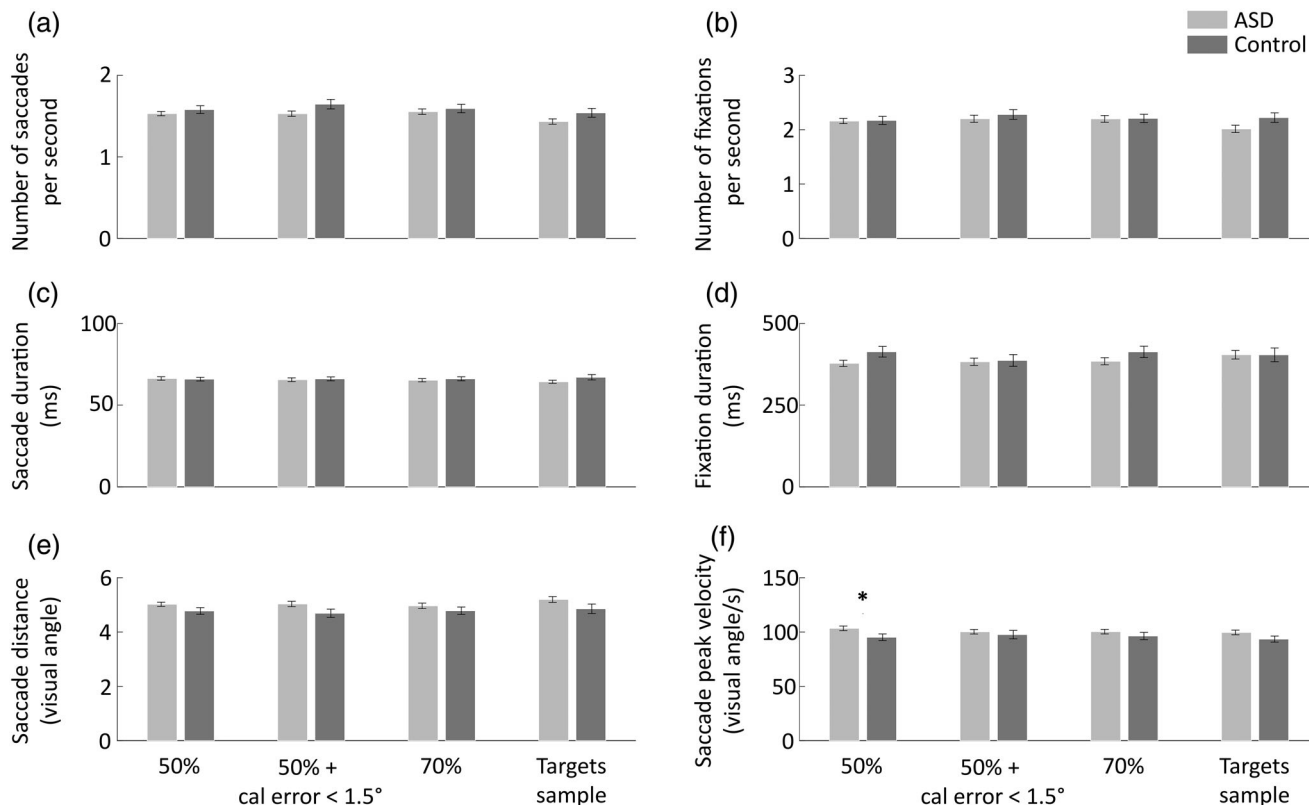 (a)
Number of saccades
per second
2
1
0
(b)
Number of fixations
per second
3
2
1
0
ASD
Control
(c)
Saccade duration
(ms)
100
50
0
(d)
Fixation duration
(ms)
500
250
0
(e)
Saccade distance
(visual angle)
6
4
2
0
50%
50% +
cal error < 1.5°
70%
Targets
sample
(f)
Sacccade peak velocity
(visual angle/s)
150
100
50
0
*
50%
50% +
cal error < 1.5°
70%
Targets
sample